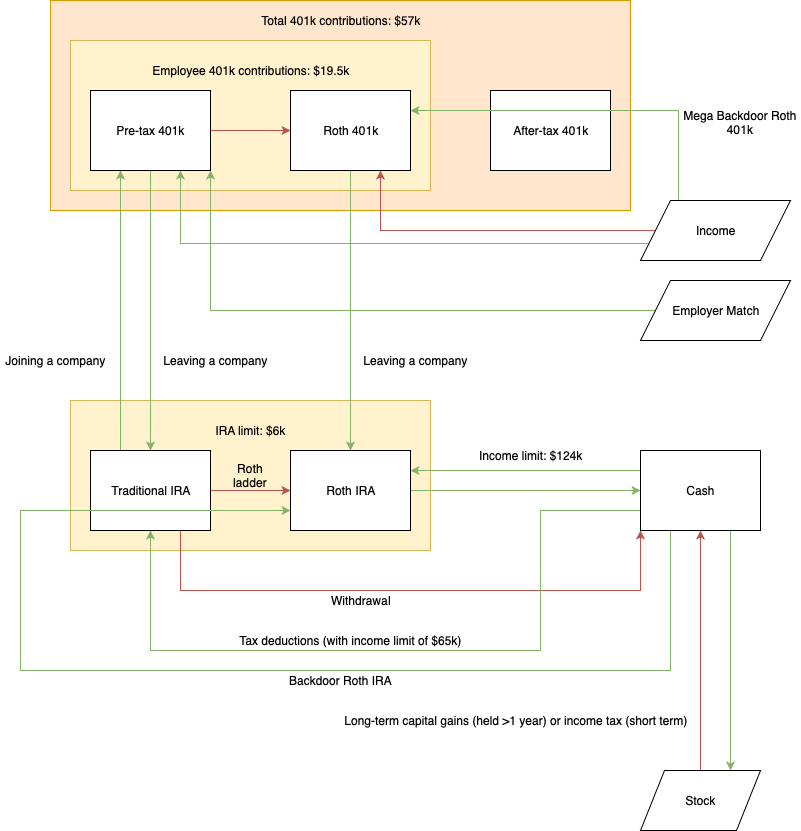 Total 401k contributions: $57k
Employee 401k contributions: $19.5k
Pre-tax 401k
Roth 401k
After-tax 401k
Mega Backdoor Roth
401k
Income
Employer Match
Joining a company
Leaving a company
Leaving a company
IRA limit: $6k
Income limit: $124k
Roth
ladder
Traditional IRA
Roth IRA
Cash
Withdrawal
Tax deductions (with income limit of $65k)
Backdoor Roth IRA
Long-term capital gains (held >1 year) or income tax (short term)
Stock